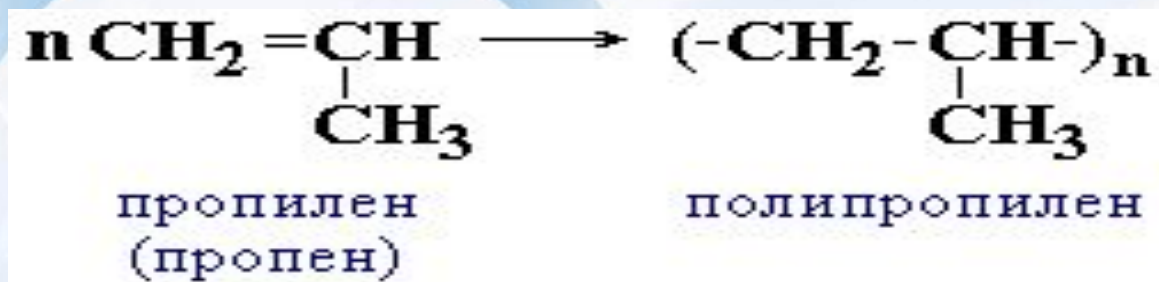 n CH₂ = CH ⟶ (-CH₂-CH-)ₙ
CH₃ CH₃
пропилен полипропилен
(пропен)